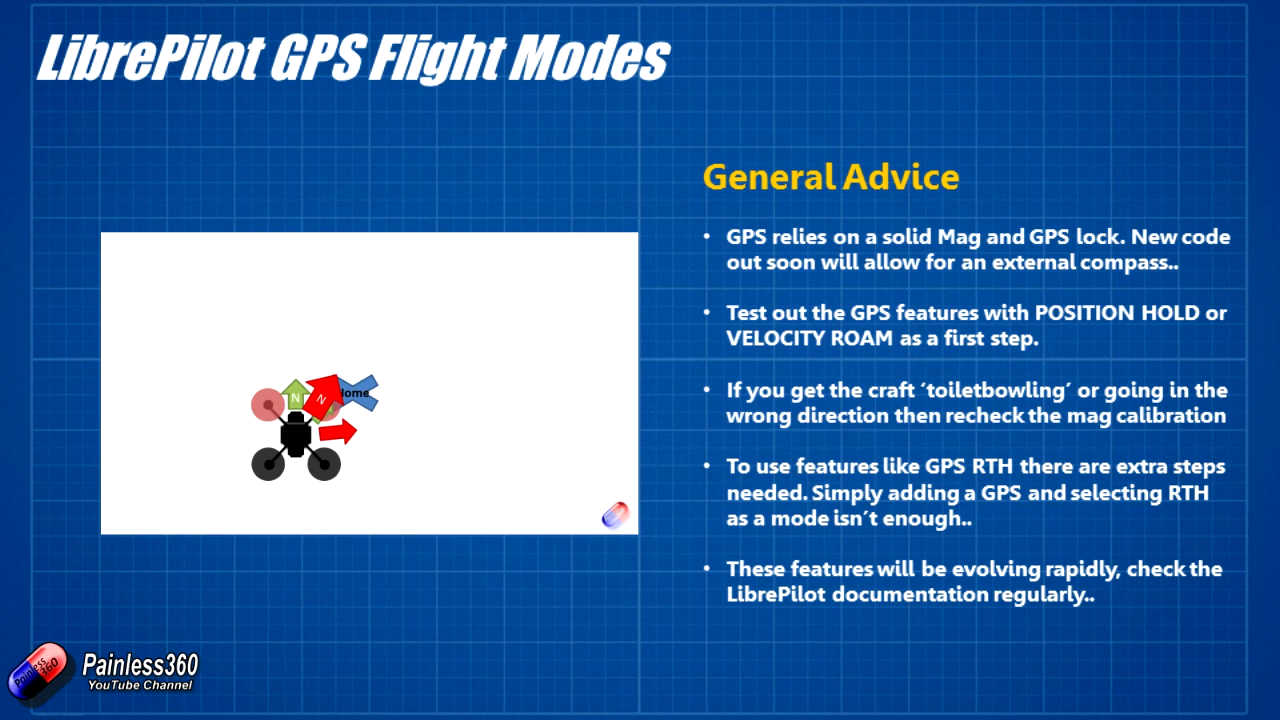 LibrePilot GPS Flight Modes
General Advice
• GPS relies on a solid Mag and GPS lock. New code
out soon will allow for an external compass..
• Test out the GPS features with POSITION HOLD or
VELOCITY ROAM as a first step.
• If you get the craft ‘toiletbowling’ or going in the
wrong direction then recheck the mag calibration
• To use features like GPS RTH there are extra steps
needed. Simply adding a GPS and selecting RTH
as a mode isn’t enough..
• These features will be evolving rapidly, check the
LibrePilot documentation regularly..
N
N
Home
Painless
360
Painless360
YouTube Channel